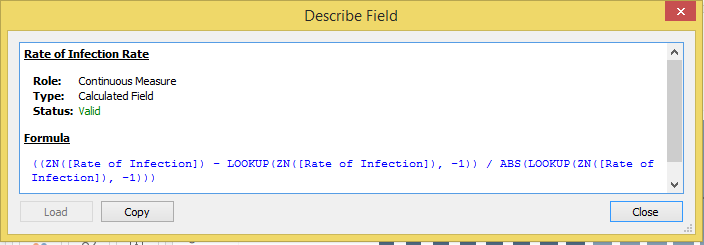 Describe Field
Rate of Infection Rate
Role: Continuous Measure
Type: Calculated Field
Status: Valid
Formula
((ZN([Rate of Infection]) - LOOKUP(ZN([Rate of Infection]), -1)) / ABS(LOOKUP(ZN([Rate of
Infection]), -1)))
Load Copy Close